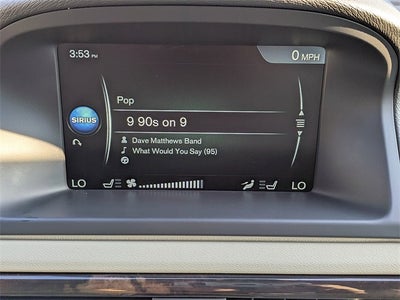 3:53 PM
0 MPH
Pop
SIRIUS
9 90s on 9
Dave Matthews Band
What Would You Say (95)
LO
LO